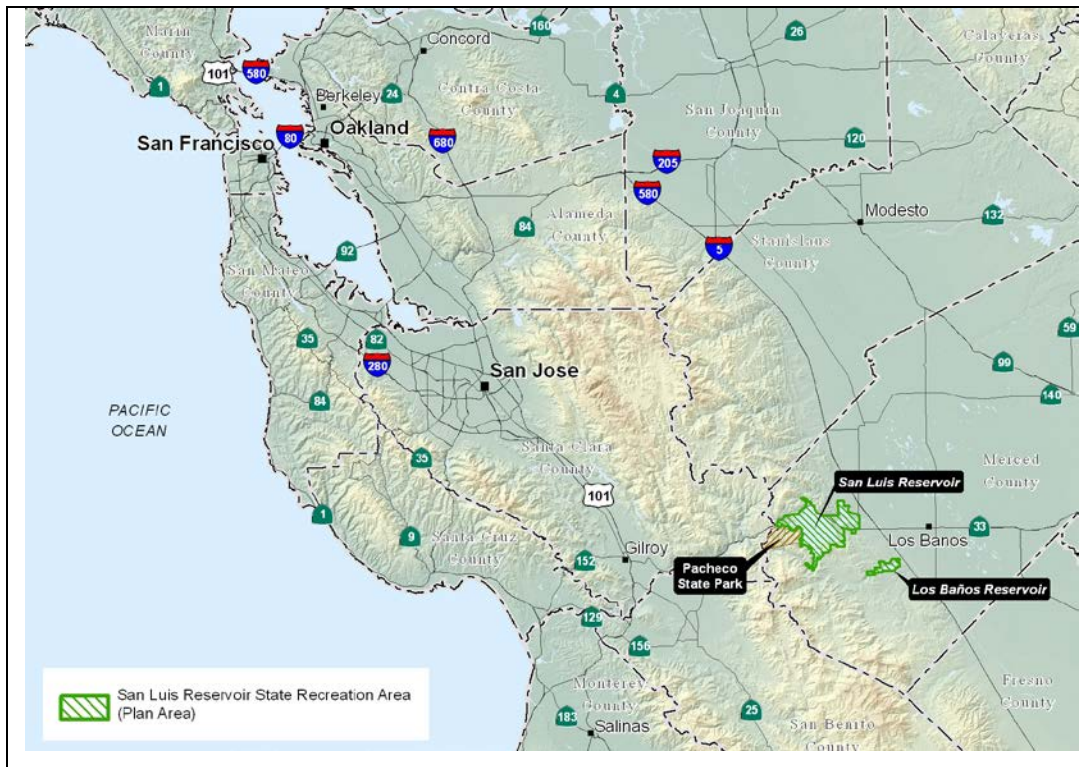 160
26
Marin
County
Concord
Calaveras
County
101
580
1
Berkeley
24
Contra Costa
County
4
San Joaquin
County
80
Oakland
San Francisco
680
120
205
580
Alameda
County
84
Modesto
132
5
Stanislaus
County
92
San Mateo
County
35
82
280
59
99
San Jose
84
140
PACIFIC
OCEAN
35
Santa Clara
County
101
Merced
County
San Luis Reservoir
1
9
Santa Cruz
County
152
Gilroy
Los Banos
33
Pacheco
State Park
Los Baños Reservoir
129
156
Monterey
County
183
Salinas
25
San Benito
County
Fresno
County
San Luis Reservoir State Recreation Area
(Plan Area)